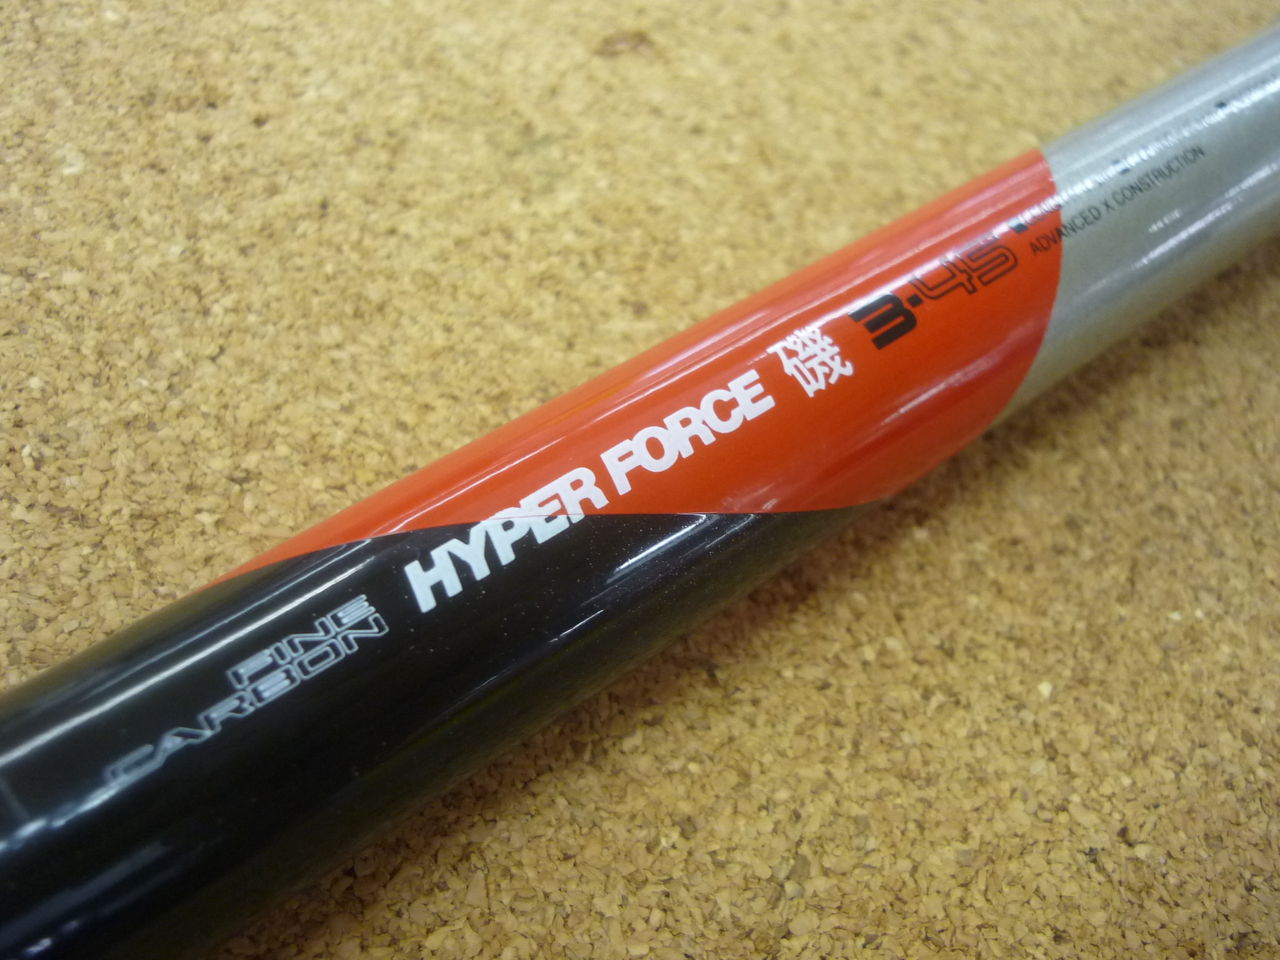 FINE
CARBON
HYPER FORCE 磯 3·45
ADVANCED X CONSTRUCTION